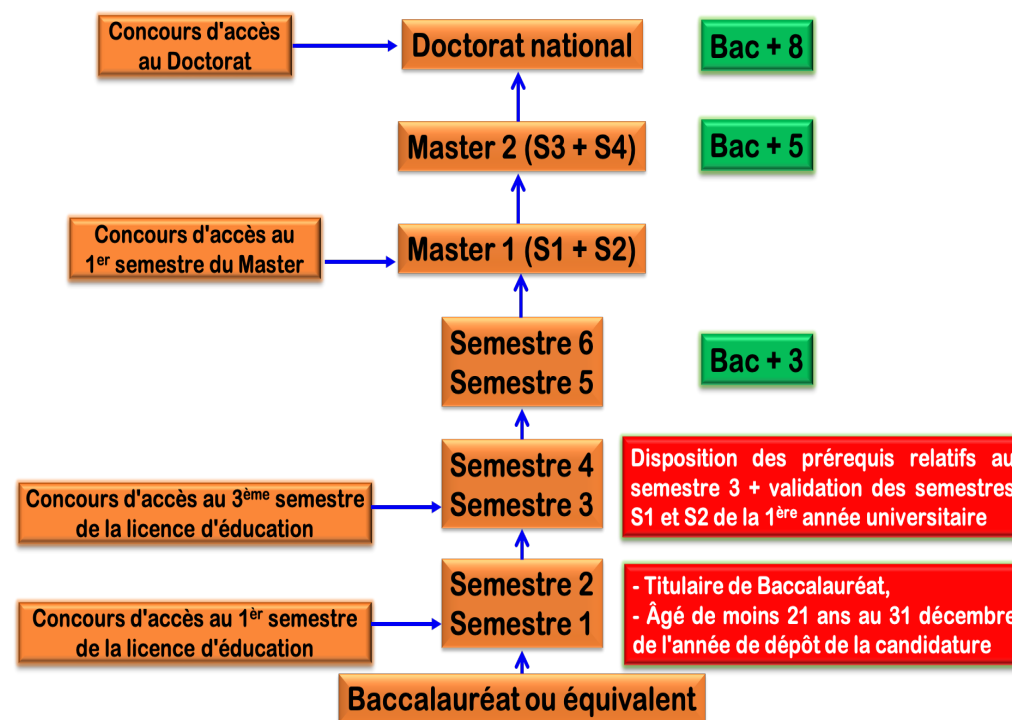 Concours d'accès
au Doctorat
Doctorat national
Bac + 8
Master 2 (S3 + S4)
Bac + 5
Concours d'accès au
1er semestre du Master
Master 1 (S1 + S2)
Semestre 6
Semestre 5
Bac + 3
Concours d'accès au 3ème semestre
de la licence d'éducation
Semestre 4
Semestre 3
Disposition des prérequis relatifs au
semestre 3 + validation des semestres
S1 et S2 de la 1ère année universitaire
Concours d'accès au 1èr semestre
de la licence d'éducation
Semestre 2
Semestre 1
- Titulaire de Baccalauréat,
- Âgé de moins 21 ans au 31 décembre
de l'année de dépôt de la candidature
Baccalauréat ou équivalent